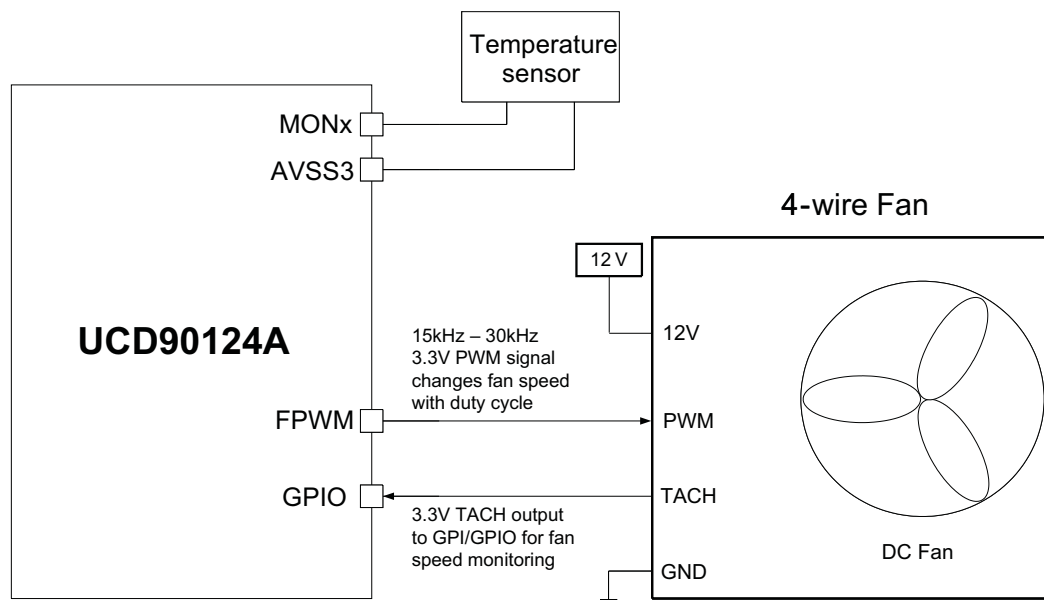 Temperature
sensor
MONx
AVSS3
4-wire Fan
12 V
UCD90124A
15kHz – 30kHz
3.3V PWM signal
changes fan speed
with duty cycle
12V
FPWM
PWM
GPIO
TACH
3.3V TACH output
to GPI/GPIO for fan
speed monitoring
DC Fan
GND